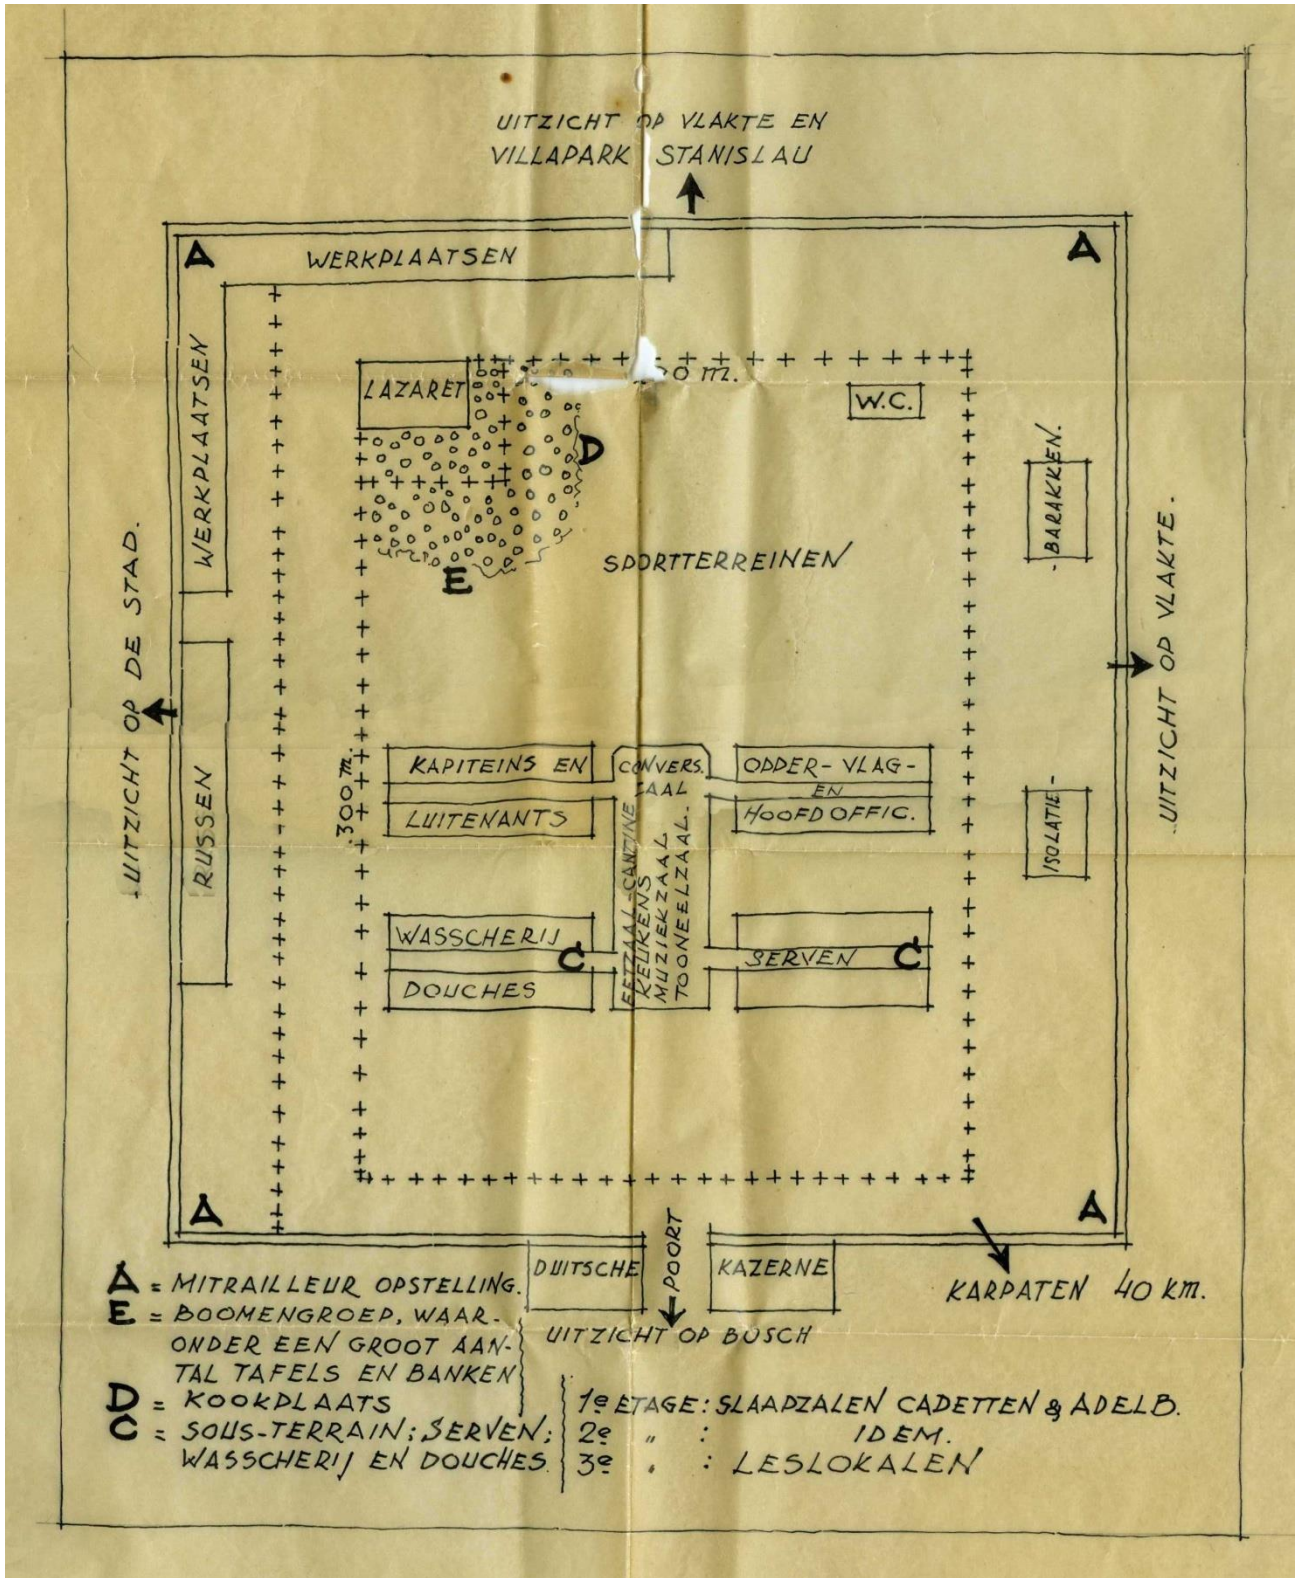 UITZICHT OP VLAKTE EN
VILLAPARK STANISLAU
A
WERKPLAATSEN
A
WERKPLAATSEN
LAZARET
00 m.
W.C.
D
E
SPORTTERREINEN
-BARAKKEN.
ISOLATIE-
UITZICHT OP DE STAD.
UITZICHT OP VLAKTE.
RUSSEN
300 m.
KAPITEINS EN
LUITENANTS
CONVERS.
ZAAL
ODDER-VLAG-
EN
HOOFDOFFIC.
EETZAAL-CANTINE
KEUKENS
MUZIEKZAAL
TOONEELZAAL.
WASSCHERIJ
C
DOUCHES
SERVEN C
A
A
DUITSCHE
POORT
KAZERNE
KARPATEN 40 KM.
UITZICHT OP BOSCH
A = MITRAILLEUR OPSTELLING.
E = BOOMENGROEP, WAAR-
ONDER EEN GROOT AAN-
TAL TAFELS EN BANKEN
D = KOOKPLAATS
C = SOUS-TERRAIN; SERVEN;
WASSCHERIJ EN DOUCHES
1e ETAGE: SLAAPZALEN CADETTEN & ADELB.
2e " : IDEM.
3e " : LESLOKALEN